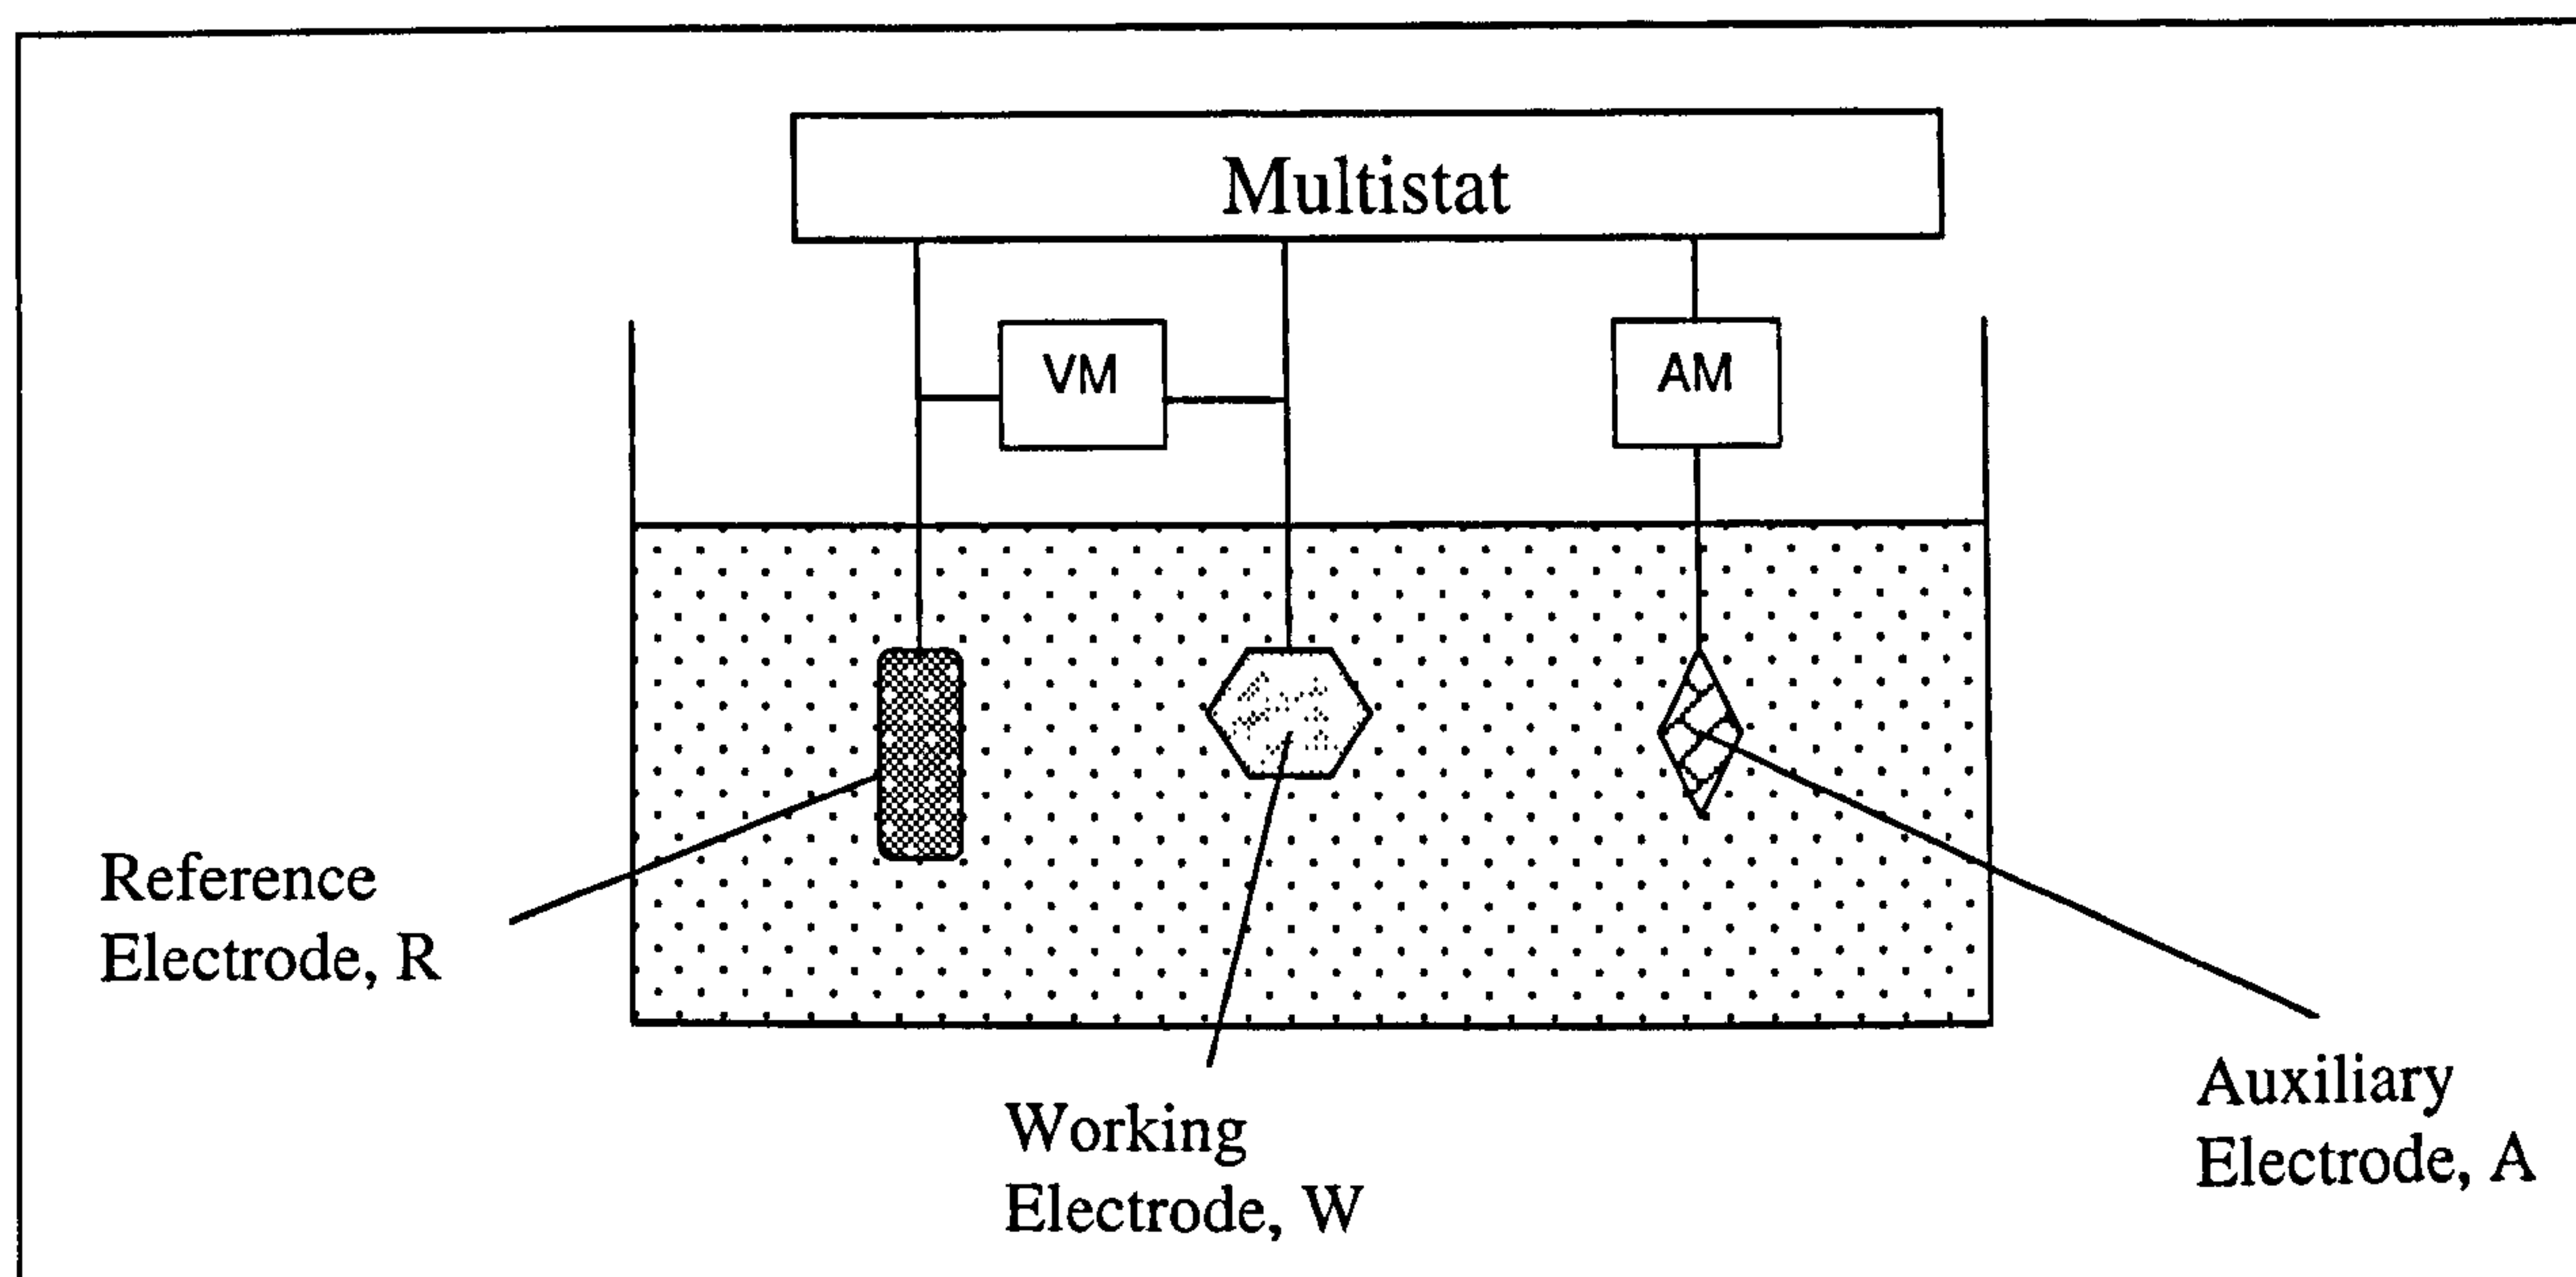 Multistat
VM
AM
Reference
Electrode, R
Working
Electrode, W
Auxiliary
Electrode, A